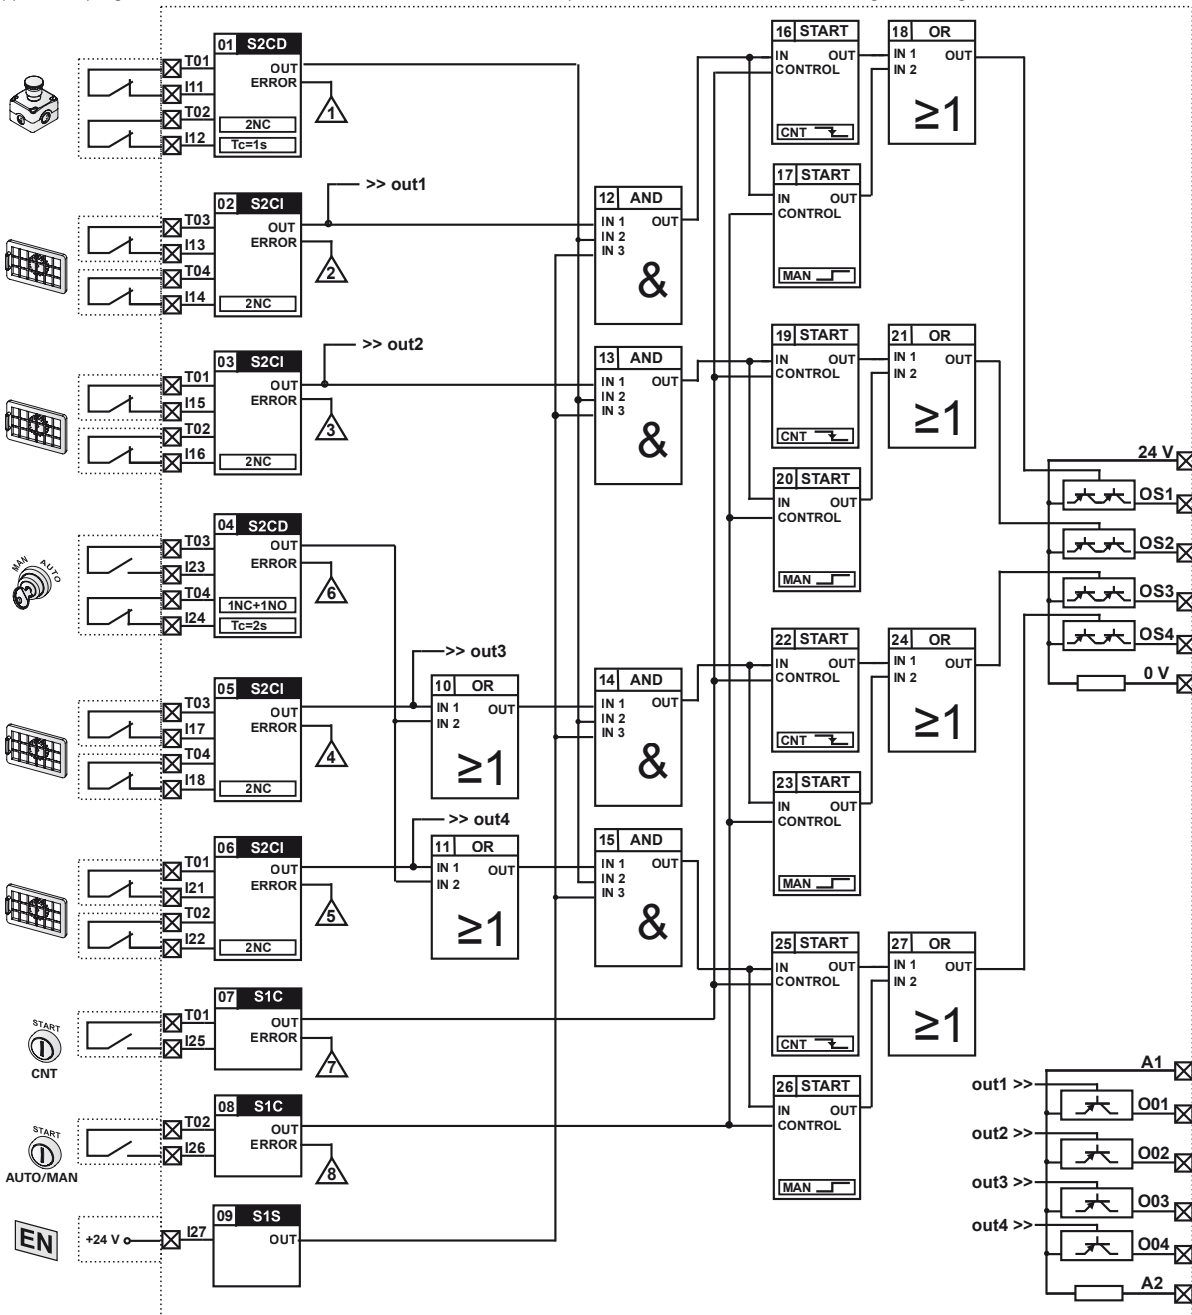 01 S2CD
T01
OUT
I11
ERROR
1
T02
2NC
I12
Tc=1s
02 S2CI
>> out1
T03
OUT
I13
ERROR
2
T04
I14
2NC
03 S2CI
>> out2
T01
OUT
I15
ERROR
3
T02
I16
2NC
MAN AUTO
04 S2CD
T03
OUT
I23
ERROR
6
T04
1NC+1NO
I24
Tc=2s
05 S2CI
>> out3
T03
OUT
I17
ERROR
4
T04
I18
2NC
06 S2CI
>> out4
T01
OUT
I21
ERROR
5
T02
I22
2NC
START
CNT
07 S1C
T01
OUT
I25
ERROR
7
START
AUTO/MAN
08 S1C
T02
OUT
I26
ERROR
8
EN
+24 V
09 S1S
I27
OUT
10 OR
IN 1 OUT
IN 2
≥1
11 OR
IN 1 OUT
IN 2
≥1
12 AND
IN 1 OUT
IN 2
IN 3
&
13 AND
IN 1 OUT
IN 2
IN 3
&
14 AND
IN 1 OUT
IN 2
IN 3
&
15 AND
IN 1 OUT
IN 2
IN 3
&
16 START
IN OUT
CONTROL
CNT
17 START
IN OUT
CONTROL
MAN
18 OR
IN 1 OUT
IN 2
≥1
19 START
IN OUT
CONTROL
CNT
20 START
IN OUT
CONTROL
MAN
21 OR
IN 1 OUT
IN 2
≥1
22 START
IN OUT
CONTROL
CNT
23 START
IN OUT
CONTROL
MAN
24 OR
IN 1 OUT
IN 2
≥1
25 START
IN OUT
CONTROL
CNT
26 START
IN OUT
CONTROL
MAN
27 OR
IN 1 OUT
IN 2
≥1
24 V
OS1
OS2
OS3
OS4
0 V
A1
out1 >>
O01
out2 >>
O02
out3 >>
O03
out4 >>
O04
A2